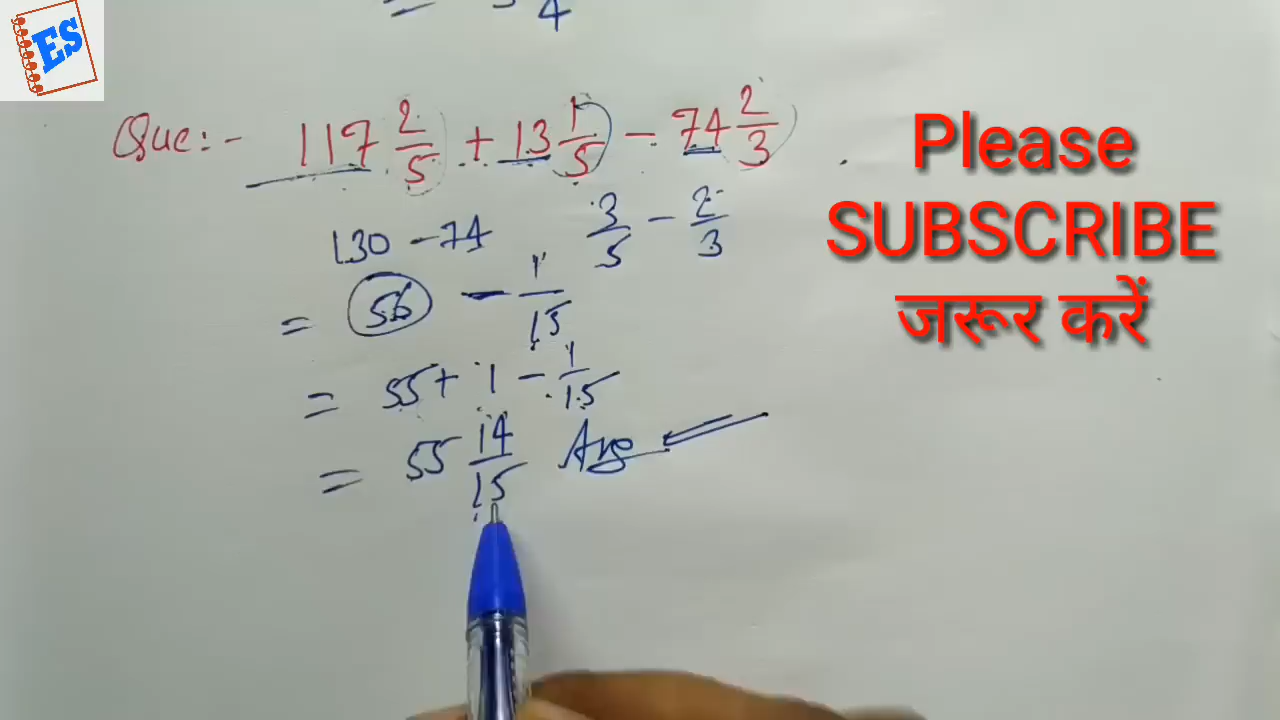 ES
4
Que:- 117 2/5 + 13 1/5 - 74 2/3
130 - 74 3/5 - 2/3
= 56 - 1/15
= 55 + 1 - 1/15
= 55 14/15 Ans
Please
SUBSCRIBE
जरूर करें